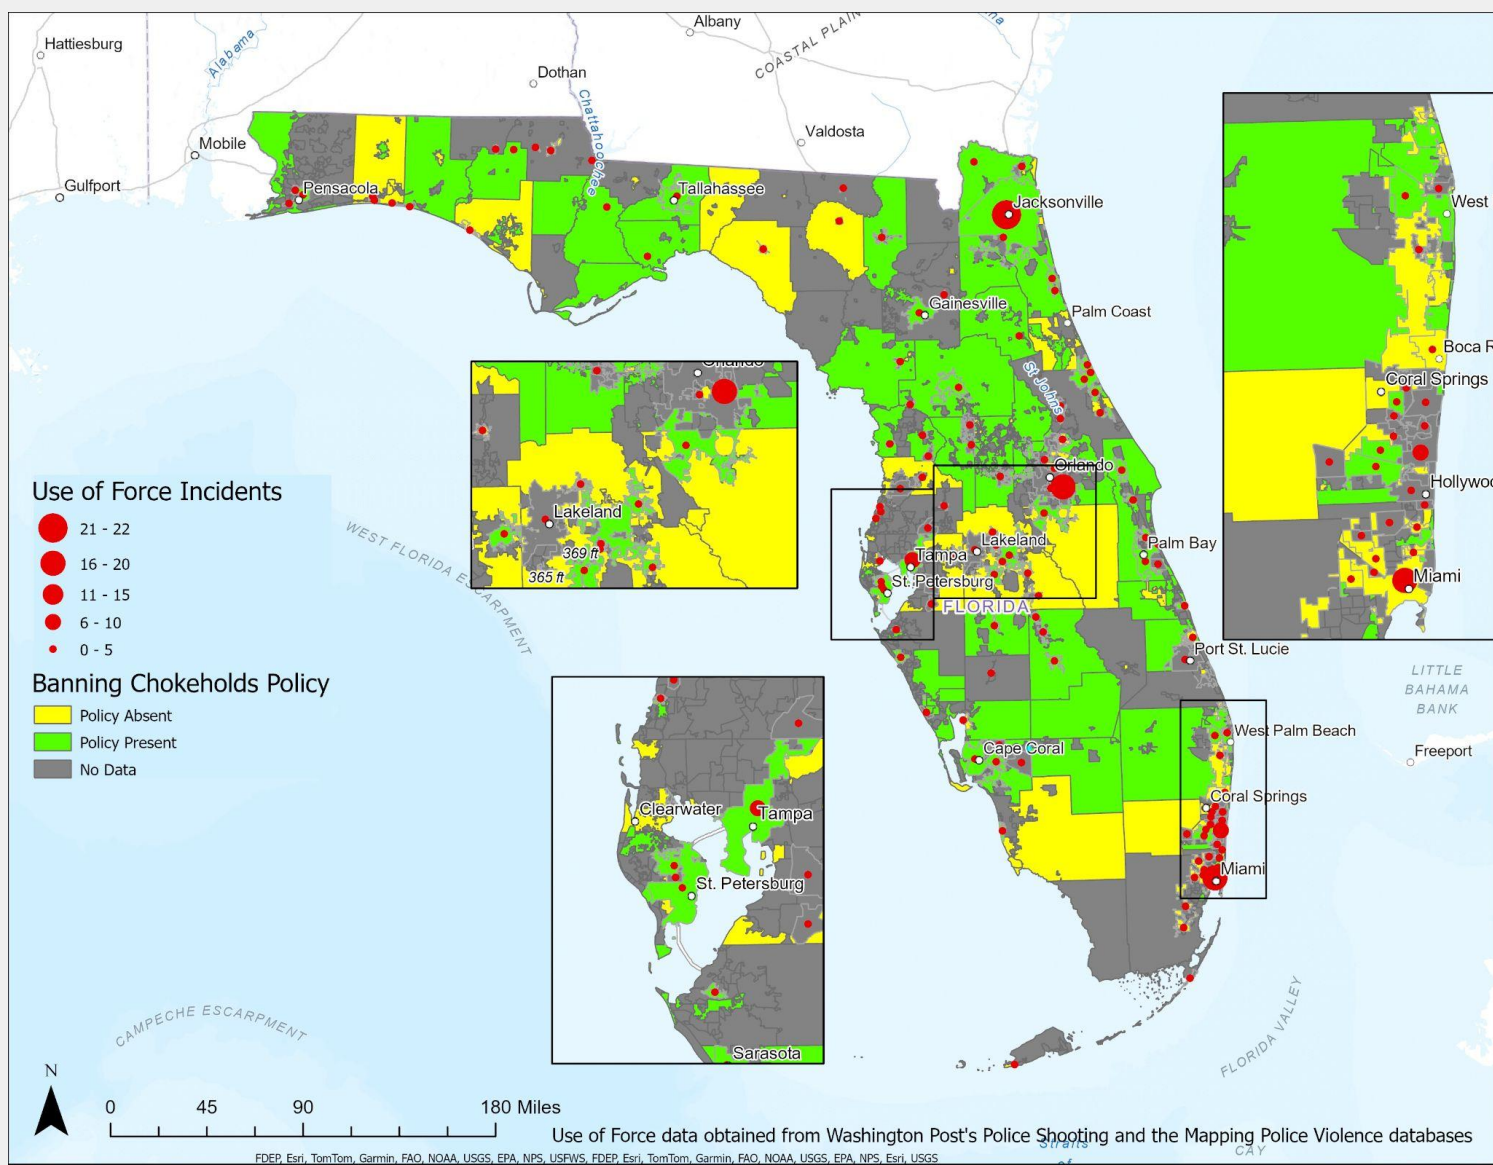 Albany
Hattiesburg
Alabama
COASTAL PLAIN
Dothan
Chattahoochee
Valdosta
Mobile
Gulfport
Pensacola
Tallahassee
Jacksonville
West
Gainesville
Palm Coast
Boca R
St Johns
Coral Springs
Orlando
Orlando
Use of Force Incidents
21 - 22
16 - 20
11 - 15
6 - 10
0 - 5
Hollywoo
Lakeland
369 ft
365 ft
WEST FLORIDA ESCARPMENT
Lakeland
Tampa
St. Petersburg
FLORIDA
Palm Bay
Miami
Port St. Lucie
LITTLE
BAHAMA
BANK
Banning Chokeholds Policy
Policy Absent
Policy Present
No Data
West Palm Beach
Freeport
Cape Coral
Coral Springs
Clearwater
Tampa
St. Petersburg
Miami
CAMPECHE ESCARPMENT
FLORIDA VALLEY
Sarasota
N
0 45 90 180 Miles
Use of Force data obtained from Washington Post's Police Shooting and the Mapping Police Violence databases
Straits
of
CAY
FDEP, Esri, TomTom, Garmin, FAO, NOAA, USGS, EPA, NPS, USFWS, FDEP, Esri, TomTom, Garmin, FAO, NOAA, USGS, EPA, NPS, Esri, USGS